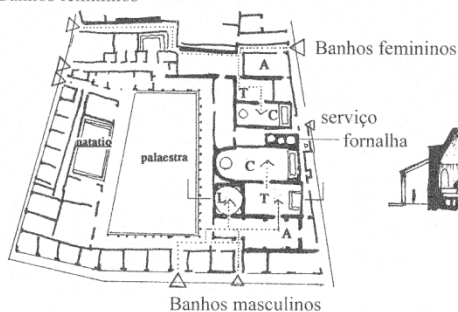 Banhos femininos
A
Banhos femininos
T
C
serviço
fornalha
natatio
palaestra
C
L
T
A
Banhos masculinos